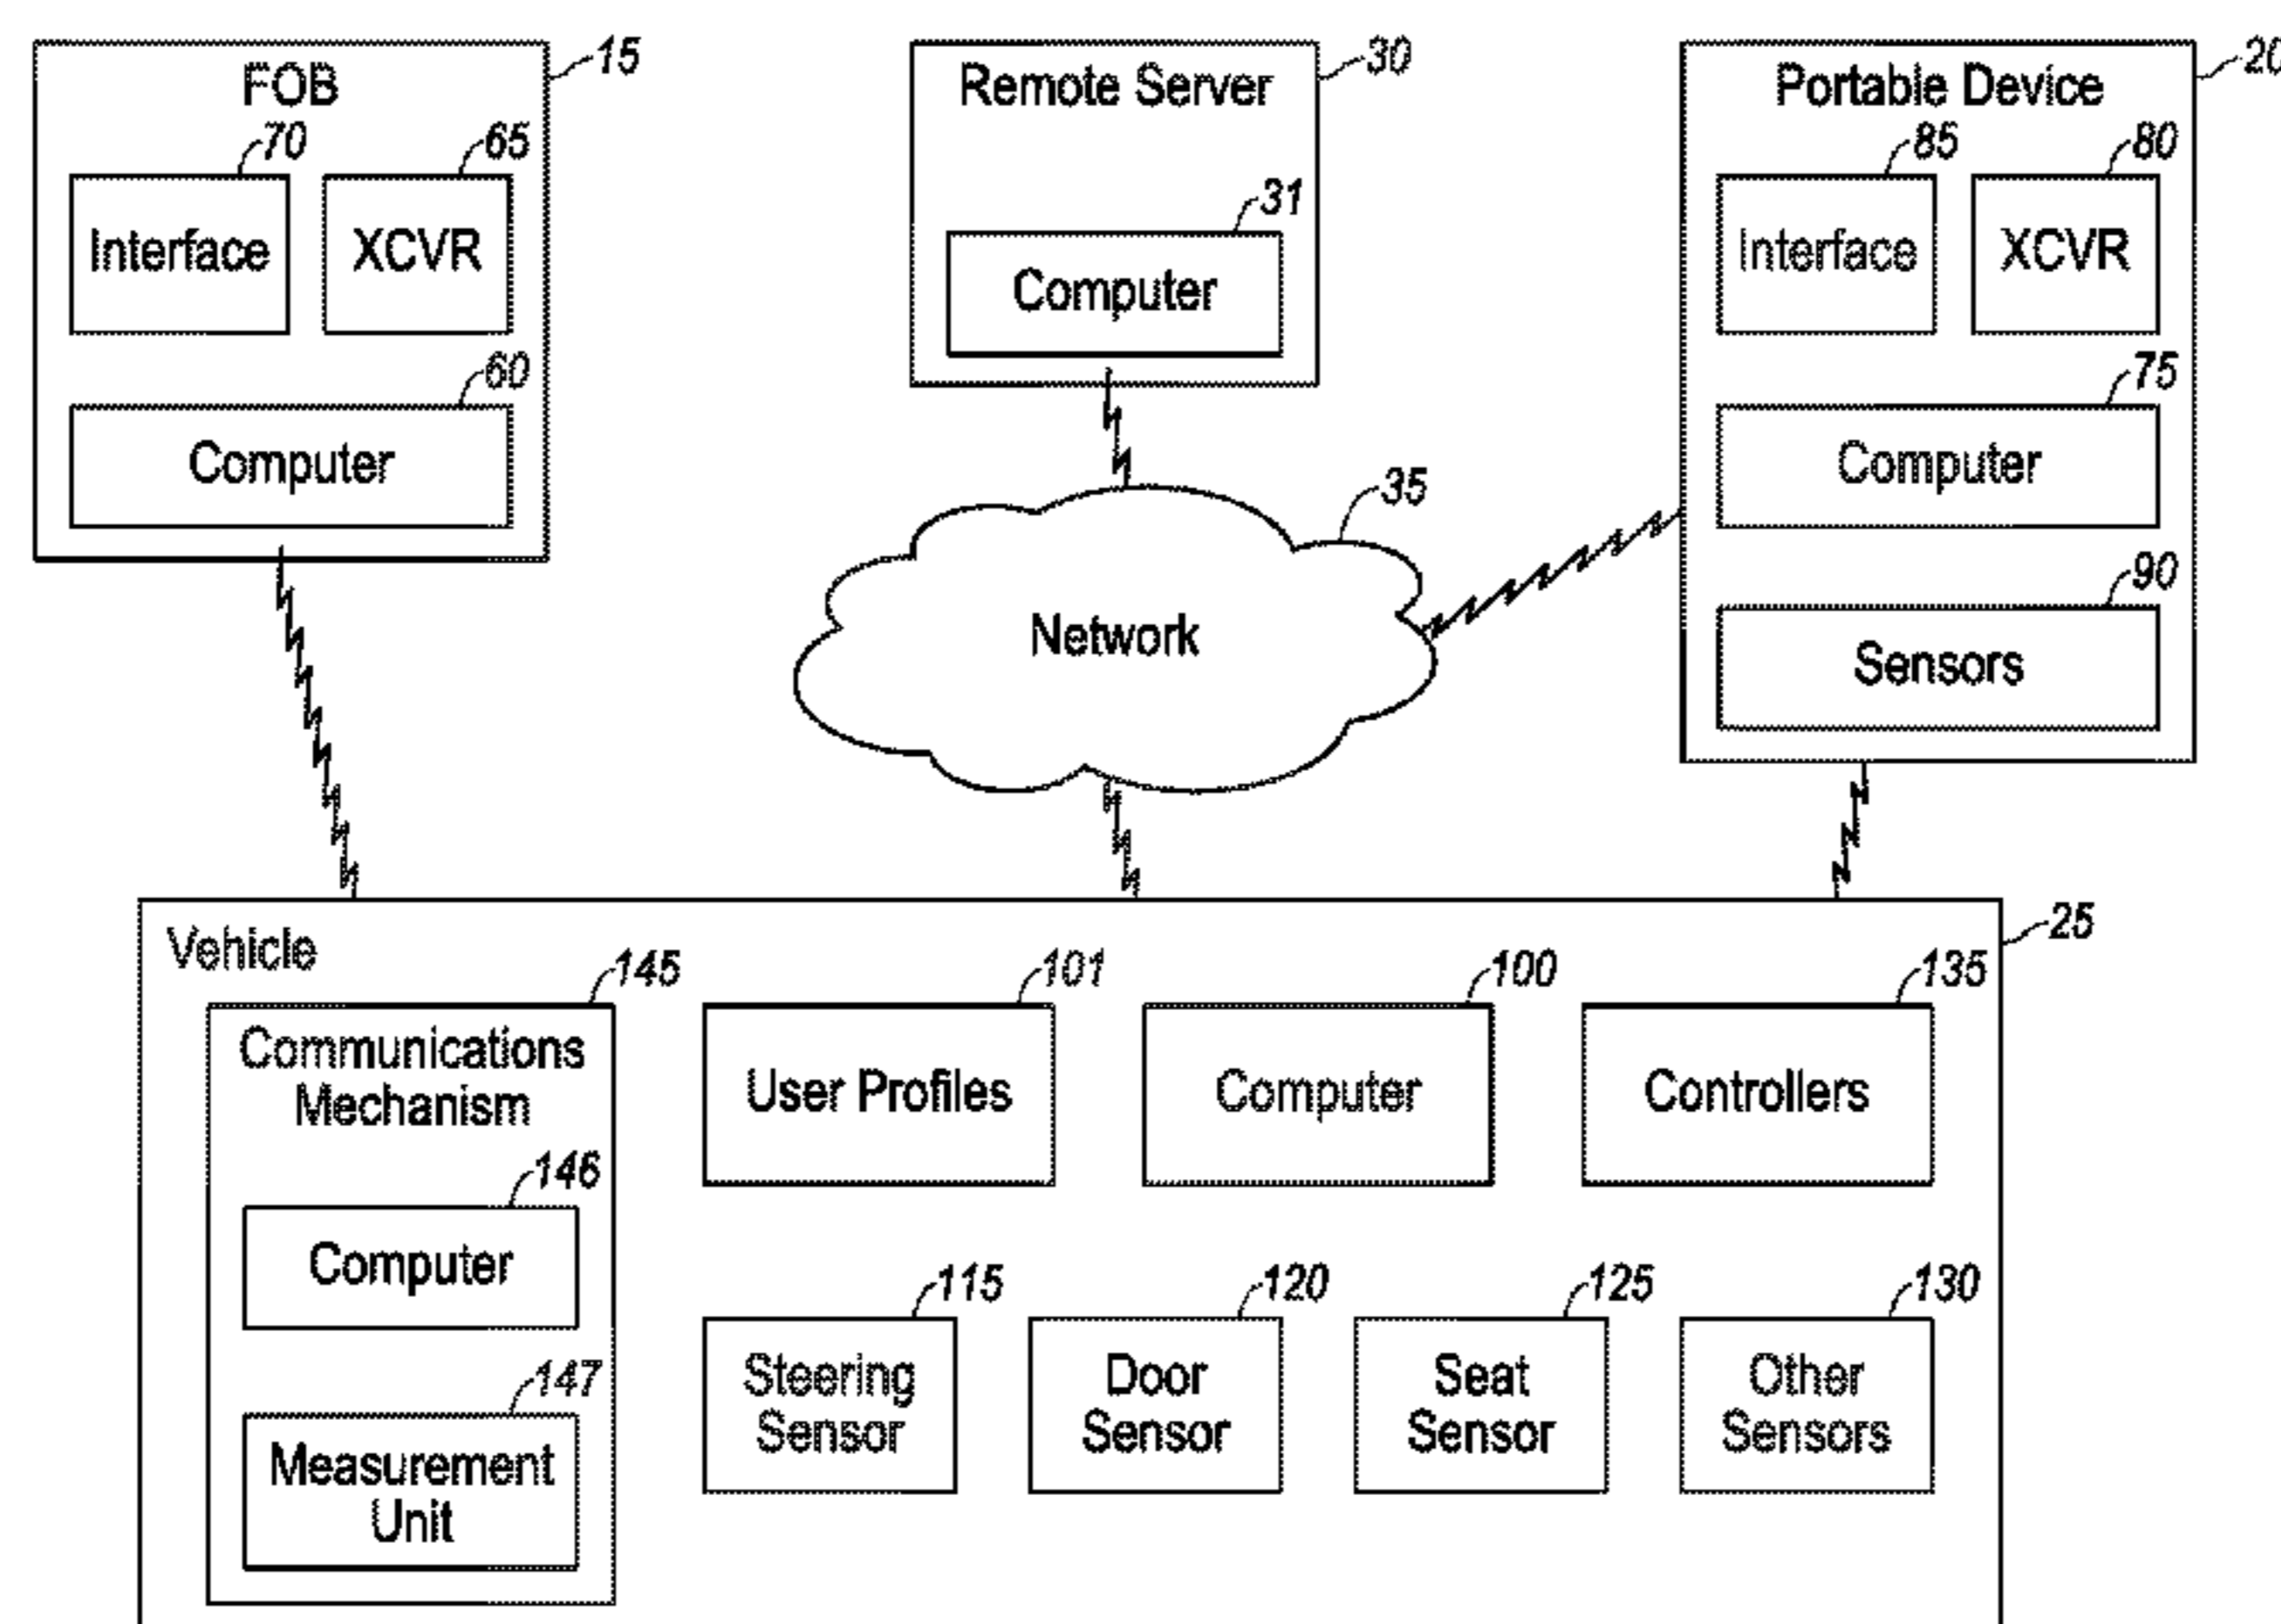 FOB
15
70
65
Interface
XCVR
60
Computer
Remote Server
30
31
Computer
Portable Device
20
85
80
Interface
XCVR
75
Computer
90
Sensors
35
Network
Vehicle
25
145
Communications
Mechanism
146
Computer
147
Measurement
Unit
101
User Profiles
100
Computer
135
Controllers
115
Steering
Sensor
120
Door
Sensor
125
Seat
Sensor
130
Other
Sensors